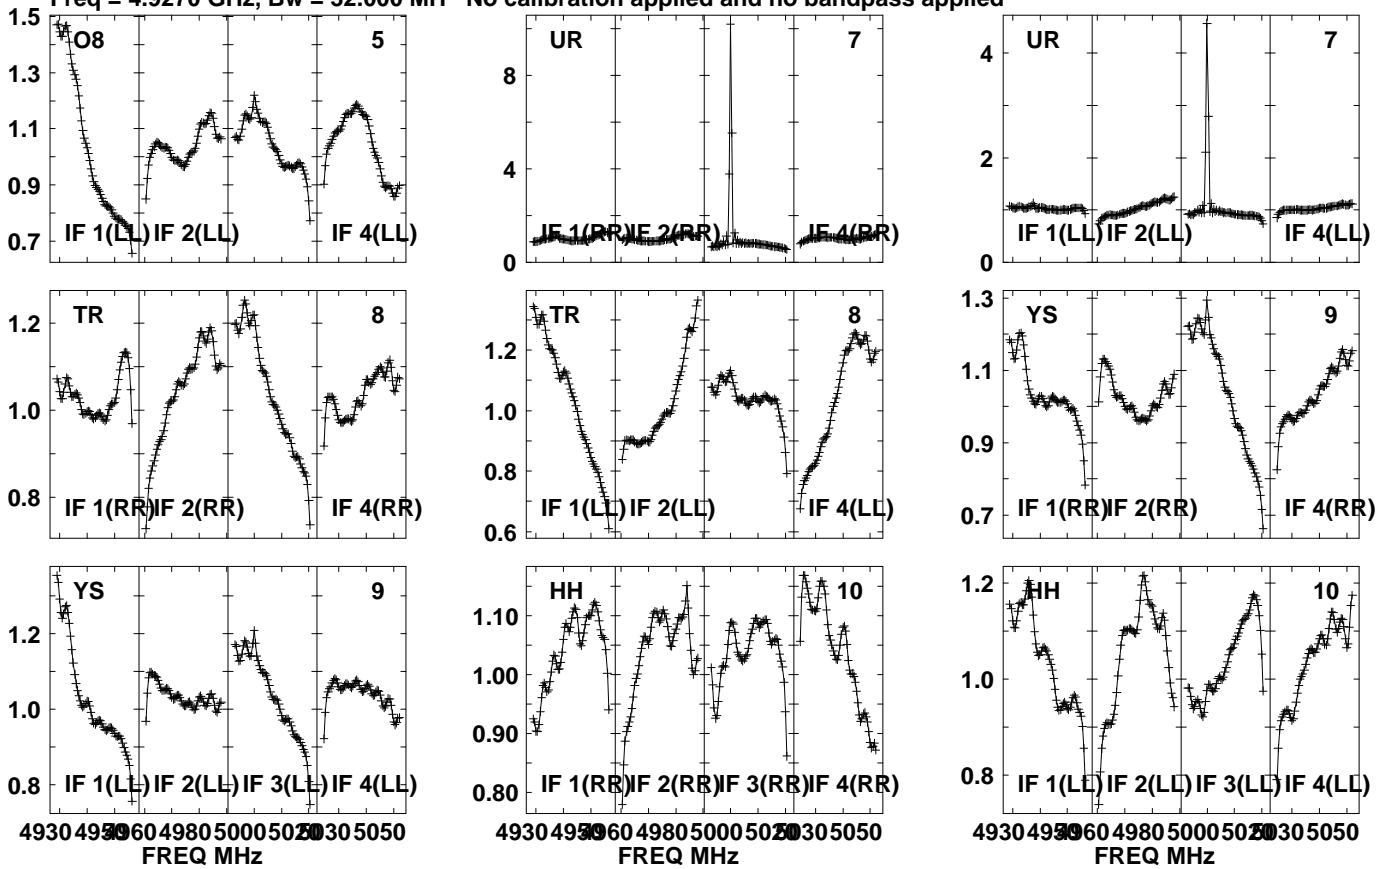 Freq = 4.9270 GHz, Bw = 32.000 MH No calibration applied and no bandpass applied
O8 5 UR 7 UR 7
1.5
1.3
1.1
0.9
0.7
8
4
0
4
2
0
IF 1(LL) IF 2(LL) IF 4(LL)
IF 1(RR) IF 2(RR) IF 4(RR)
IF 1(LL) IF 2(LL) IF 4(LL)
TR 8 TR 8 YS 9
1.2
1.0
0.8
1.2
1.0
0.8
0.6
1.3
1.1
0.9
0.7
IF 1(RR) IF 2(RR) IF 4(RR)
IF 1(LL) IF 2(LL) IF 4(LL)
IF 1(RR) IF 2(RR) IF 4(RR)
YS 9 HH 10 HH 10
1.2
1.0
0.8
1.10
1.00
0.90
0.80
1.2
1.0
0.8
IF 1(LL) IF 2(LL) IF 3(LL) IF 4(LL)
IF 1(RR) IF 2(RR) IF 3(RR) IF 4(RR)
IF 1(LL) IF 2(LL) IF 3(LL) IF 4(LL)
4930 4950 4960 4980 5000 5020 5030 5050
4930 4950 4960 4980 5000 5020 5030 5050
4930 4950 4960 4980 5000 5020 5030 5050
FREQ MHz FREQ MHz FREQ MHz